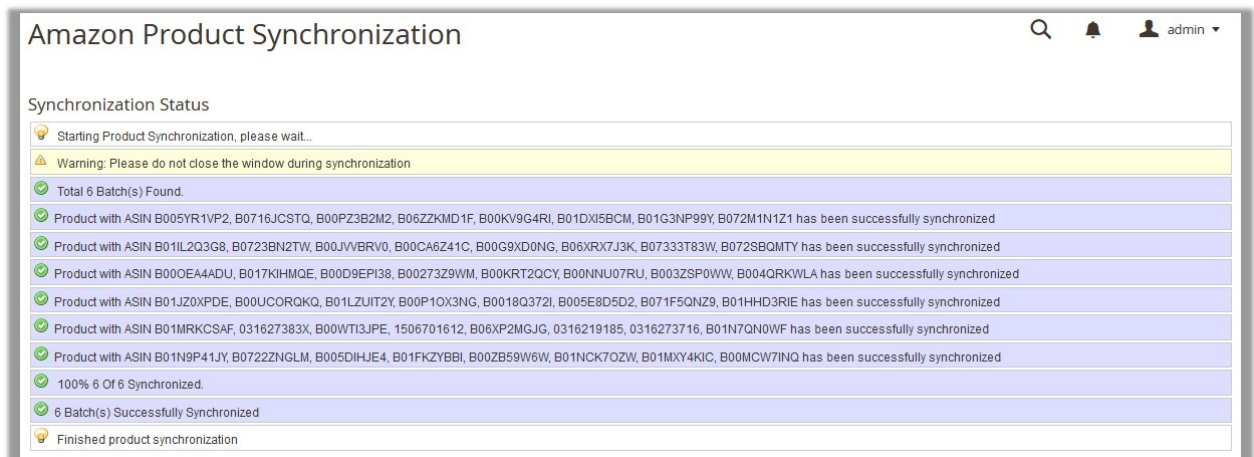 Amazon Product Synchronization
admin
Synchronization Status
Starting Product Synchronization, please wait...
Warning: Please do not close the window during synchronization
Total 6 Batch(s) Found.
Product with ASIN B005YR1VP2, B0716JCSTQ, B00PZ3B2M2, B06ZZKMD1F, B00KV9G4RI, B01DXI5BCM, B01G3NP99Y, B072M1N1Z1 has been successfully synchronized
Product with ASIN B01IL2Q3G8, B0723BN2TW, B00JVVBRV0, B00CA6Z41C, B00G9XD0NG, B06XRX7J3K, B07333T83W, B072SBQMTY has been successfully synchronized
Product with ASIN B00OEA4ADU, B017KIHMQE, B00D9EPI38, B00273Z9WM, B00KRT2QCY, B00NNU07RU, B003ZSP0WW, B004QRKWLA has been successfully synchronized
Product with ASIN B01JZ0XPDE, B00UCORQKQ, B01LZUIT2Y, B00P1OX3NG, B0018Q372I, B005E8D5D2, B071F5QNZ9, B01HHD3RIE has been successfully synchronized
Product with ASIN B01MRKCSAF, 031627383X, B00WTI3JPE, 1506701612, B06XP2MGJG, 0316219185, 0316273716, B01N7QN0WF has been successfully synchronized
Product with ASIN B01N9P41JY, B0722ZNGLM, B005DIHJE4, B01FKZYBBI, B00ZB59W6W, B01NCK7OZW, B01MXY4KIC, B00MCW7INQ has been successfully synchronized
100% 6 Of 6 Synchronized.
6 Batch(s) Successfully Synchronized
Finished product synchronization